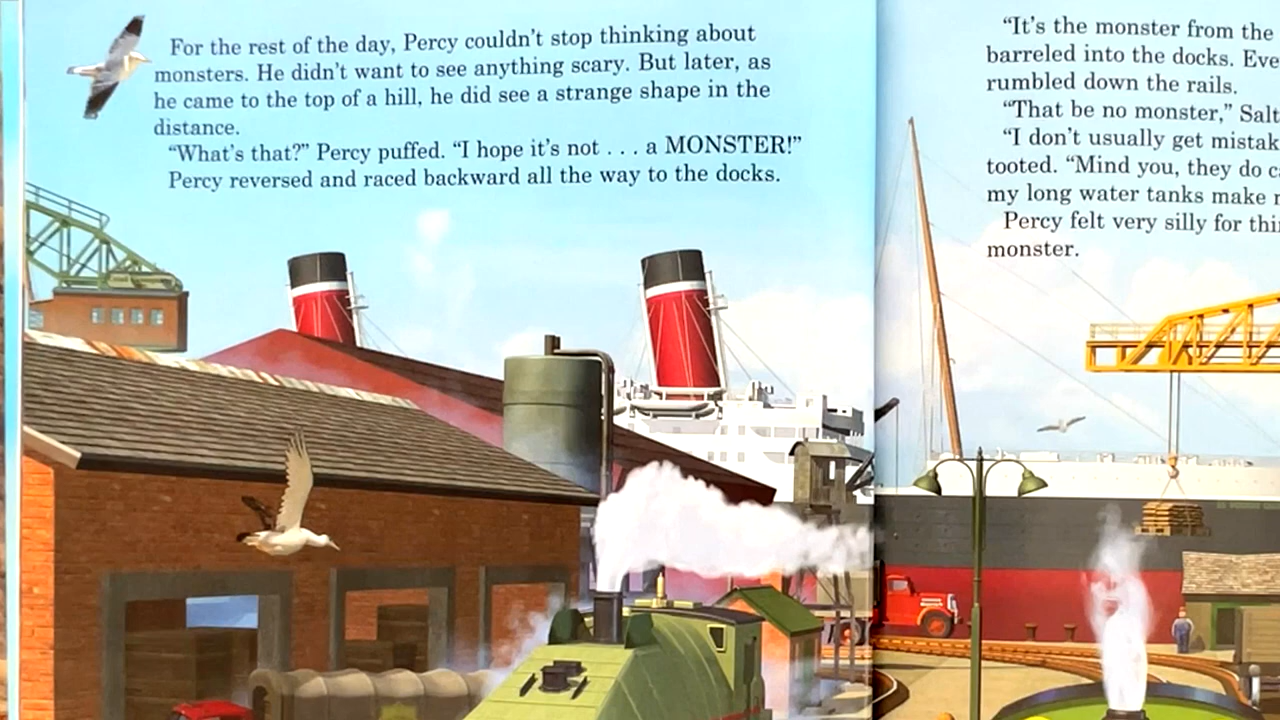 For the rest of the day, Percy couldn't stop thinking about
monsters. He didn't want to see anything scary. But later, as
he came to the top of a hill, he did see a strange shape in the
distance.
"What's that?" Percy puffed. "I hope it's not . . . a MONSTER!"
Percy reversed and raced backward all the way to the docks.
"It's the monster from the
barreled into the docks. Eve
rumbled down the rails.
"That be no monster," Salt
"I don't usually get mistak
tooted. "Mind you, they do c
my long water tanks make
Percy felt very silly for thi
monster.